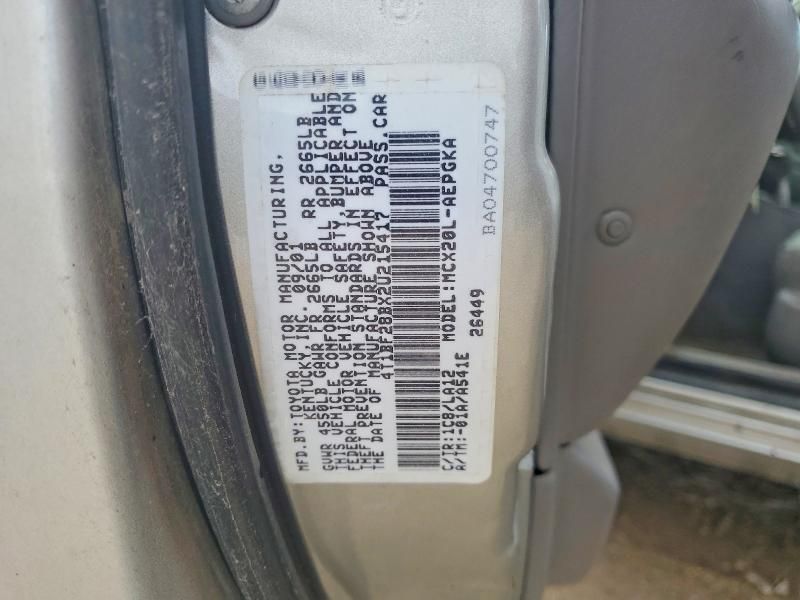 MFD.BY:TOYOTA MOTOR MANUFACTURING,
KENTUCKY,INC. 09/01
GVWR 4550LB GAWR FR 2665LB RR 2665LB
THIS VEHICLE CONFORMS TO ALL APPLICABLE
FEDERAL MOTOR VEHICLE SAFETY, BUMPER AND
THEFT PREVENTION STANDARDS IN EFFECT ON
THE DATE OF MANUFACTURE SHOWN ABOVE
4T1BF28BX2U215417 PASS.CAR
C/TR:1C8/LA12 MODEL:MCX20L-AEPGKA
A/TM:-01A/A541E 26449
BA04700747